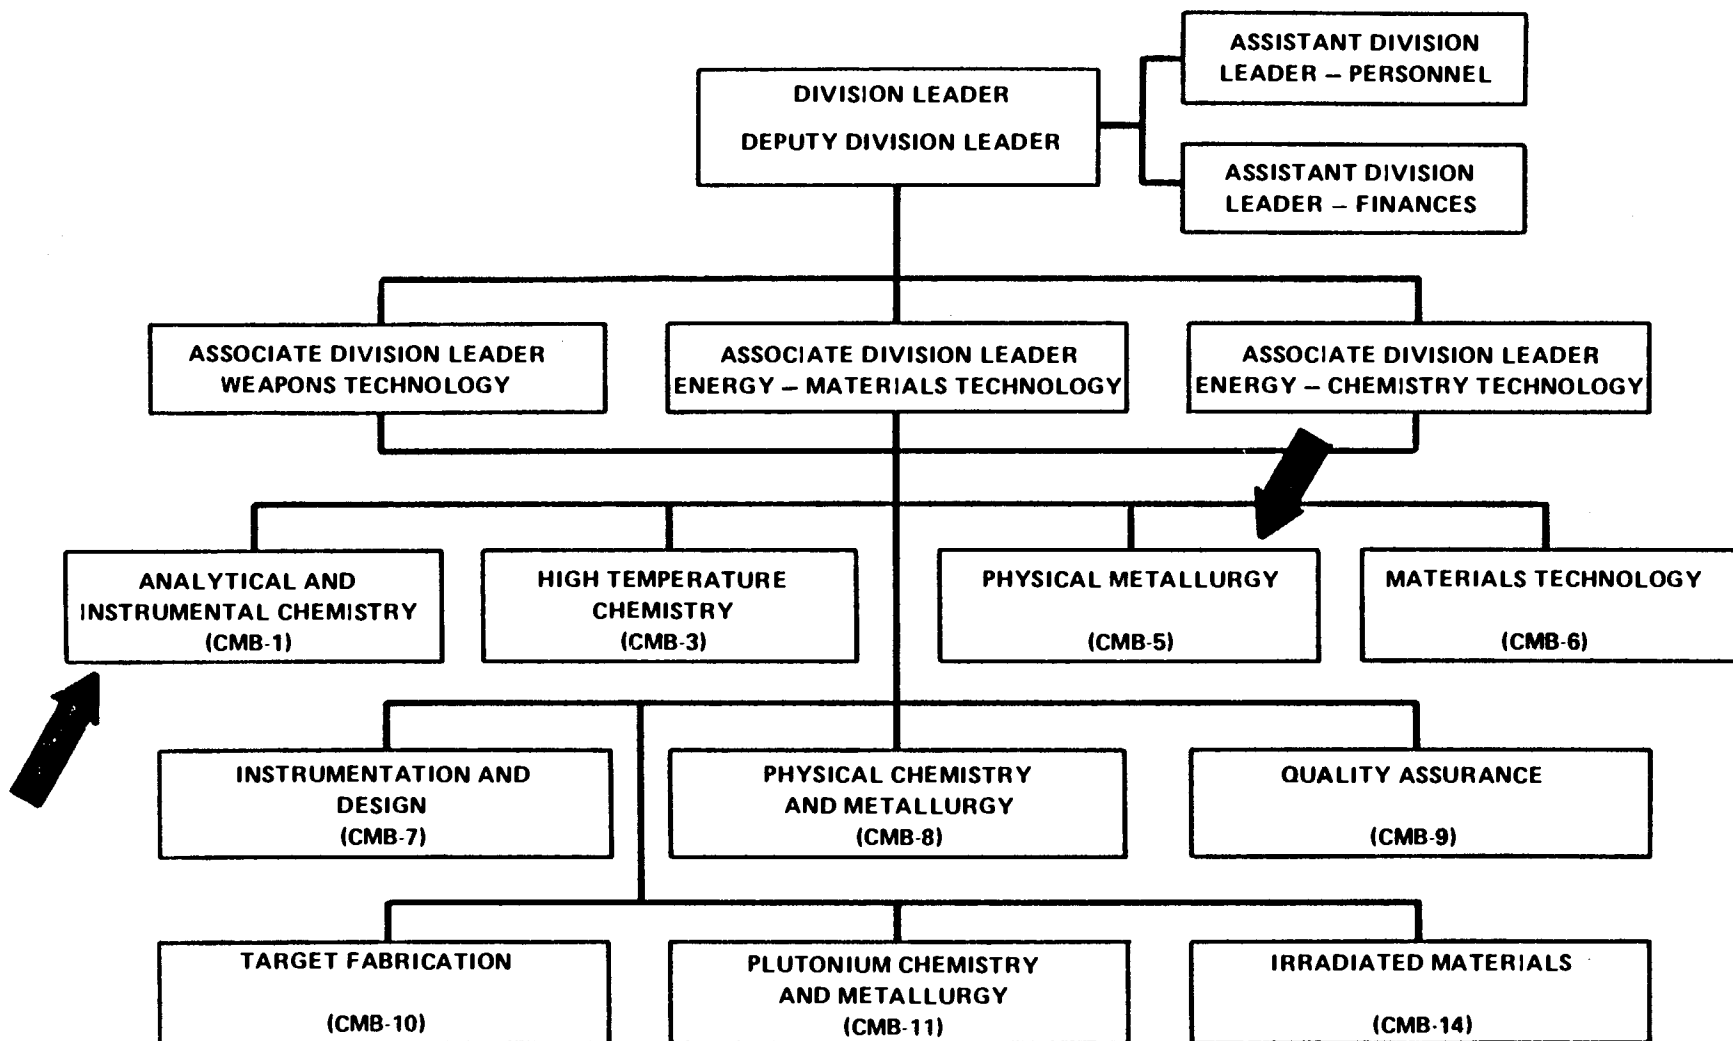 ASSISTANT DIVISION
LEADER – PERSONNEL
DIVISION LEADER
DEPUTY DIVISION LEADER
ASSISTANT DIVISION
LEADER – FINANCES
ASSOCIATE DIVISION LEADER
WEAPONS TECHNOLOGY
ASSOCIATE DIVISION LEADER
ENERGY – MATERIALS TECHNOLOGY
ASSOCIATE DIVISION LEADER
ENERGY – CHEMISTRY TECHNOLOGY
ANALYTICAL AND
INSTRUMENTAL CHEMISTRY
(CMB-1)
HIGH TEMPERATURE
CHEMISTRY
(CMB-3)
PHYSICAL METALLURGY
(CMB-5)
MATERIALS TECHNOLOGY
(CMB-6)
INSTRUMENTATION AND
DESIGN
(CMB-7)
PHYSICAL CHEMISTRY
AND METALLURGY
(CMB-8)
QUALITY ASSURANCE
(CMB-9)
TARGET FABRICATION
(CMB-10)
PLUTONIUM CHEMISTRY
AND METALLURGY
(CMB-11)
IRRADIATED MATERIALS
(CMB-14)